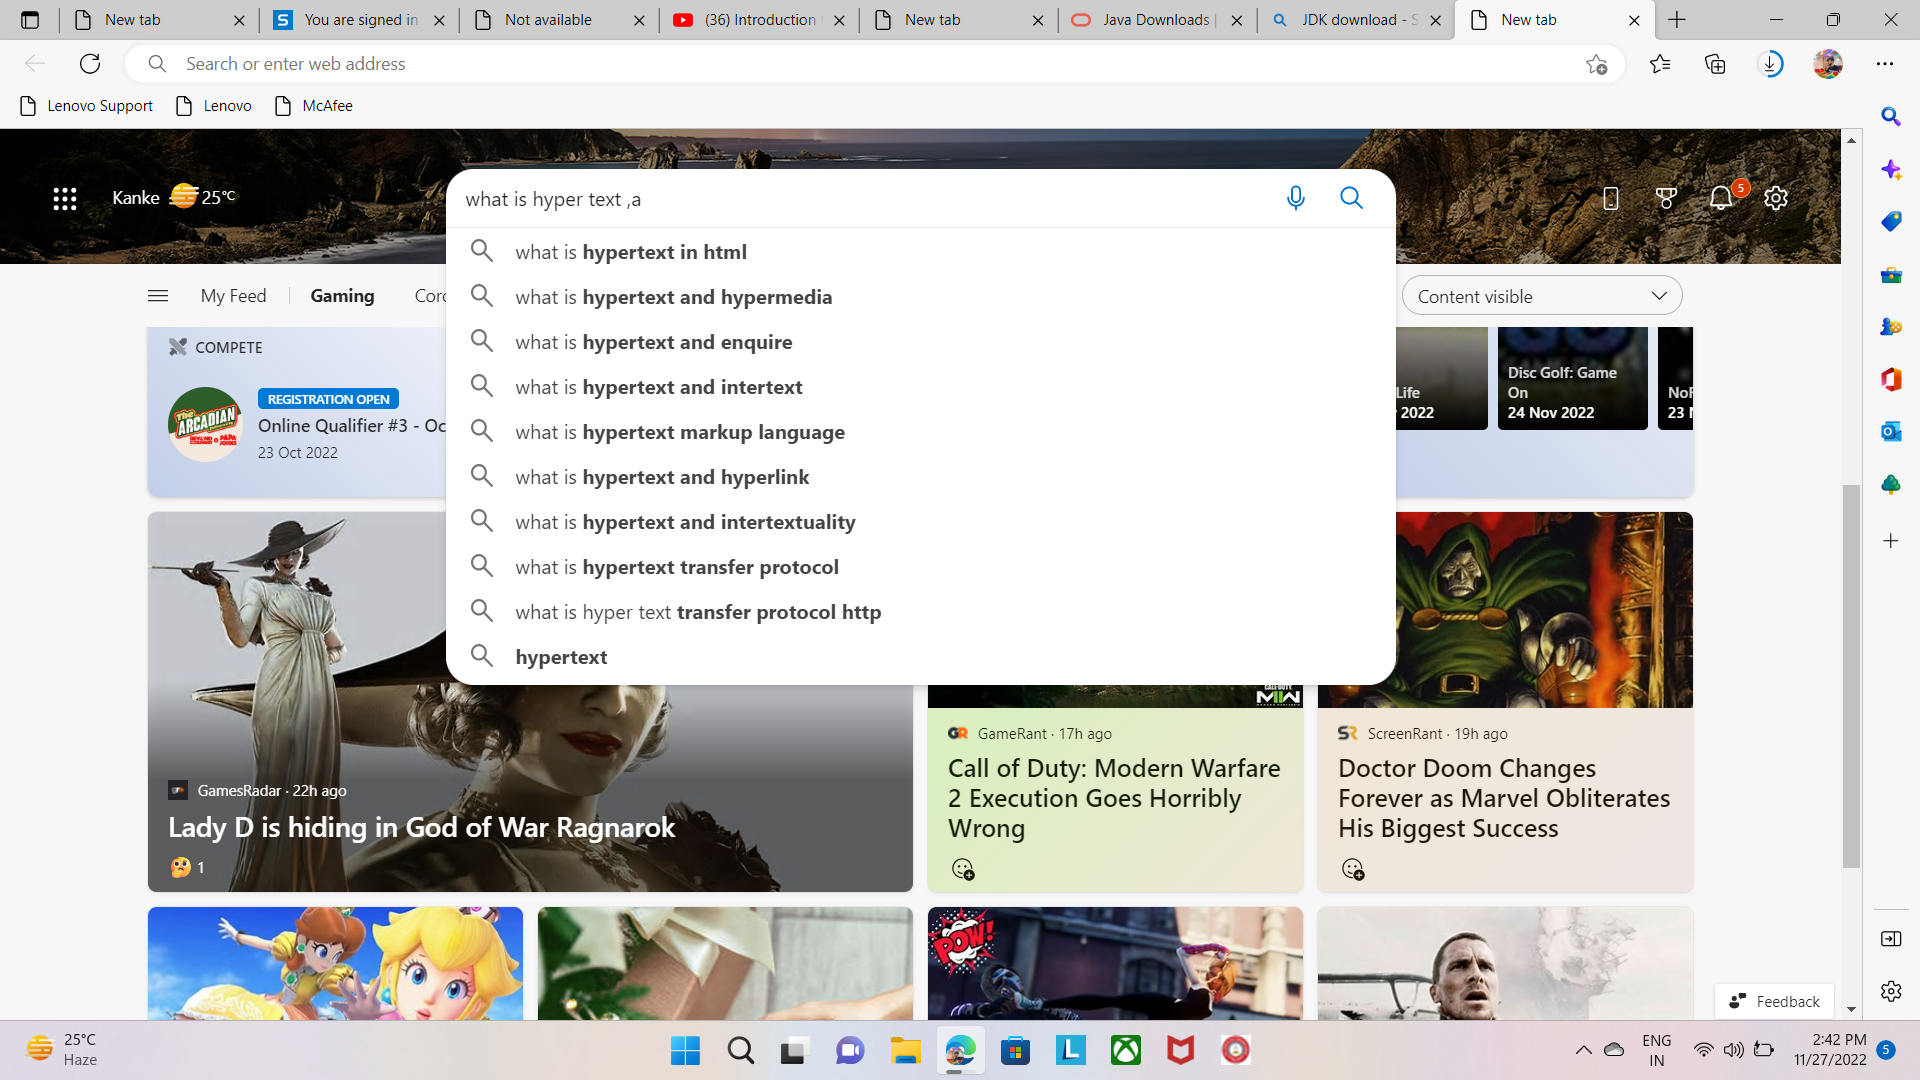 New tab
You are signed in
Not available
(36) Introduction
New tab
Java Downloads |
JDK download - S
New tab
Search or enter web address
Lenovo Support
Lenovo
McAfee
Kanke
25°C
what is hyper text ,a
5
what is hypertext in html
what is hypertext and hypermedia
what is hypertext and enquire
what is hypertext and intertext
what is hypertext markup language
what is hypertext and hyperlink
what is hypertext and intertextuality
what is hypertext transfer protocol
what is hyper text transfer protocol http
hypertext
My Feed
Gaming
Content visible
COMPETE
The ARCADIAN
REGISTRATION OPEN
Online Qualifier #3 - Oc
23 Oct 2022
Life
2022
Disc Golf: Game
On
24 Nov 2022
GamesRadar · 22h ago
Lady D is hiding in God of War Ragnarok
1
GameRant · 17h ago
Call of Duty: Modern Warfare
2 Execution Goes Horribly
Wrong
ScreenRant · 19h ago
Doctor Doom Changes
Forever as Marvel Obliterates
His Biggest Success
POW!
Feedback
25°C
Haze
ENG
IN
2:42 PM
11/27/2022
5